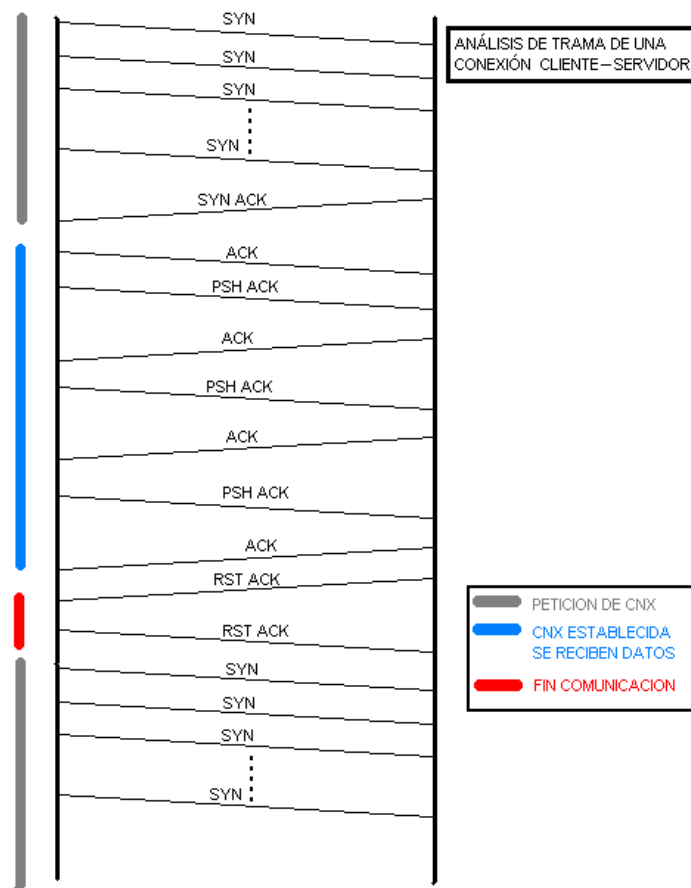 SYN
ANÁLISIS DE TRAMA DE UNA
CONEXIÓN CLIENTE-SERVIDOR
SYN
SYN
SYN
SYN ACK
ACK
PSH ACK
ACK
PSH ACK
ACK
PSH ACK
ACK
RST ACK
PETICION DE CNX
RST ACK
CNX ESTABLECIDA
SE RECIBEN DATOS
SYN
FIN COMUNICACION
SYN
SYN
SYN